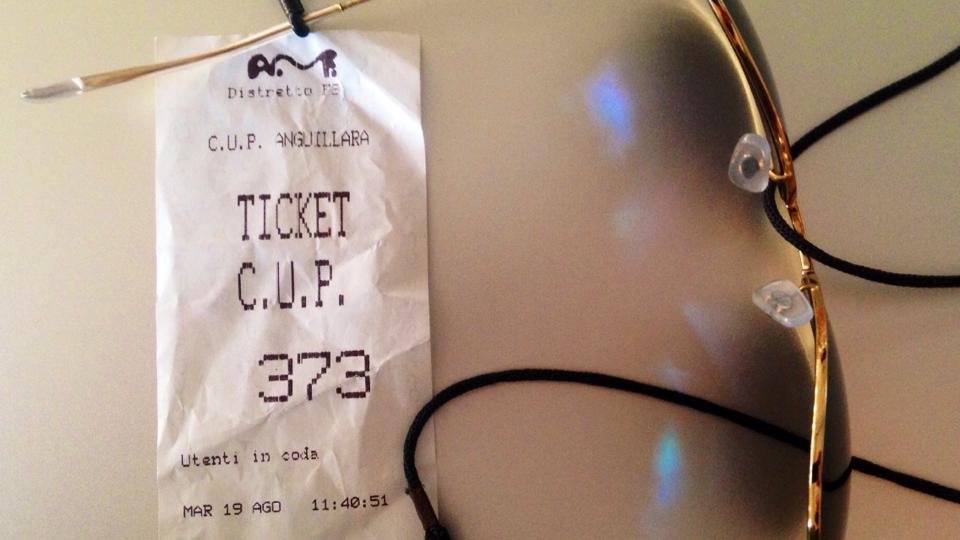 Distretto
C.U.P. ANGUILLARA
TICKET
C.U.P.
373
Utenti in coda
MAR 19 AGO 11:40:51